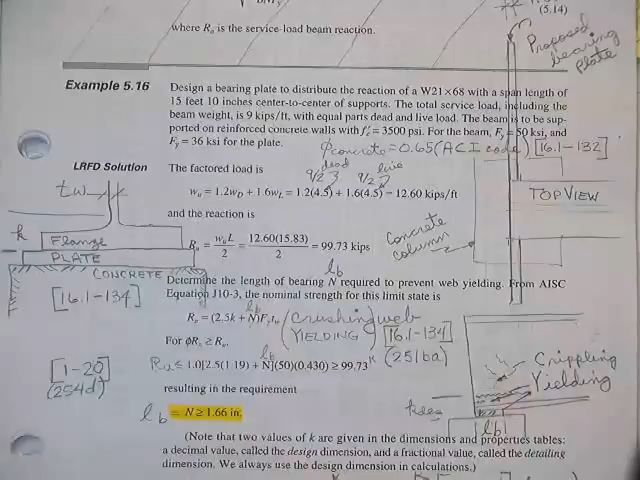 (5.14)
where Rₐ is the service-load beam reaction.
Proposed
bearing
plate
Example 5.16
Design a bearing plate to distribute the reaction of a W21×68 with a span length of
15 feet 10 inches center-to-center of supports. The total service load, including the
beam weight, is 9 kips/ft, with equal parts dead and live load. The beam is to be sup-
ported on reinforced concrete walls with f′c = 3500 psi. For the beam, Fy = 50 ksi, and
Fy = 36 ksi for the plate.
ϕconcrete = 0.65 (ACI code) [16.1-132]
LRFD Solution
The factored load is
dead live
9/2 9/2
wu = 1.2wD + 1.6wL = 1.2(4.5) + 1.6(4.5) = 12.60 kips/ft
tw
TOP VIEW
and the reaction is
k
Flange
PLATE
CONCRETE
Ru = wuL/2 = 12.60(15.83)/2 = 99.73 kips
Concrete
column
lb
Determine the length of bearing N required to prevent web yielding. From AISC
Equation J10-3, the nominal strength for this limit state is
[16.1-134]
lb
Rn = (2.5k + N)Fytw
(crushing web
YIELDING) [16.1-134]
For ϕRn ≥ Ru,
(251ba)
lb
Ru ≤ 1.0[2.5(1.19) + N](50)(0.430) ≥ 99.73 k
[1-20]
(254d)
Crippling
Yielding
resulting in the requirement
lb = N ≥ 1.66 in.
kdes
lb
(Note that two values of k are given in the dimensions and properties tables:
a decimal value, called the design dimension, and a fractional value, called the detailing
dimension. We always use the design dimension in calculations.)